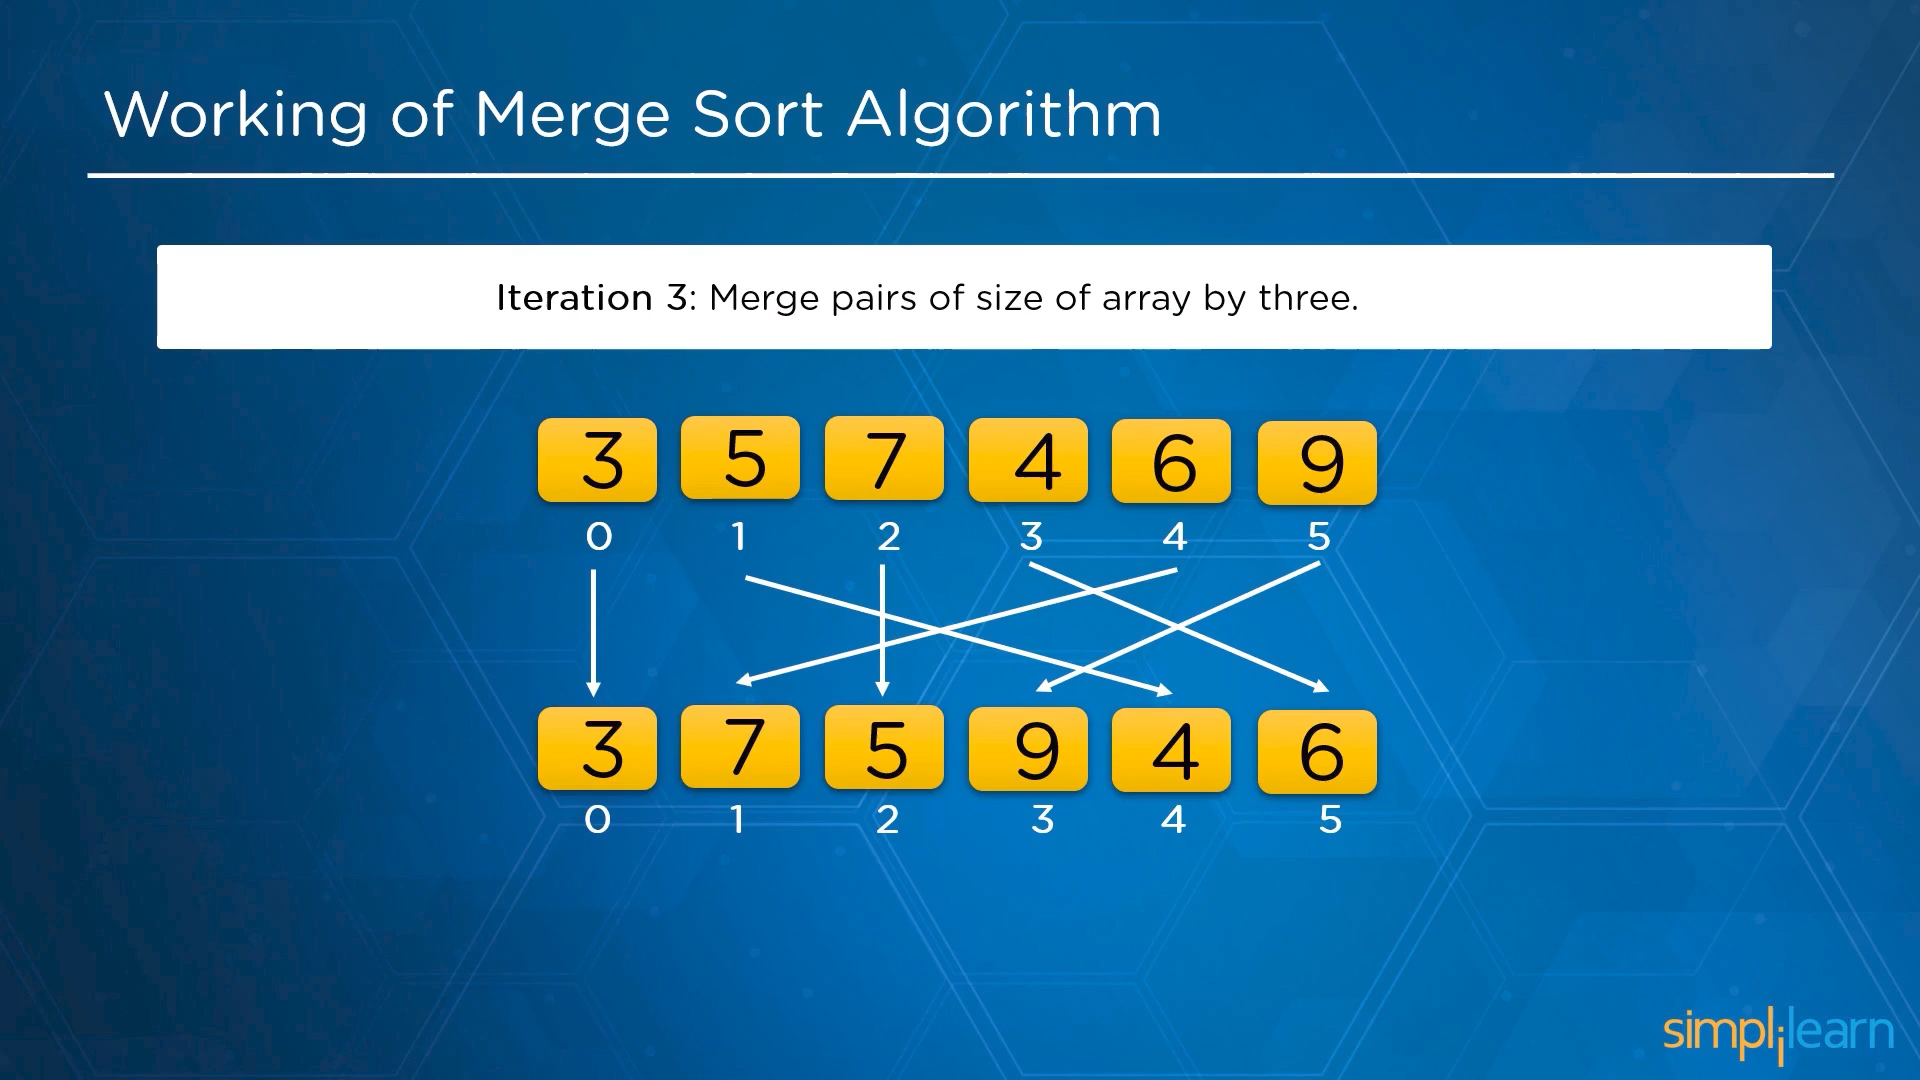 Working of Merge Sort Algorithm
Iteration 3: Merge pairs of size of array by three.
3 5 7 4 6 9
0 1 2 3 4 5
3 7 5 9 4 6
0 1 2 3 4 5
simplilearn